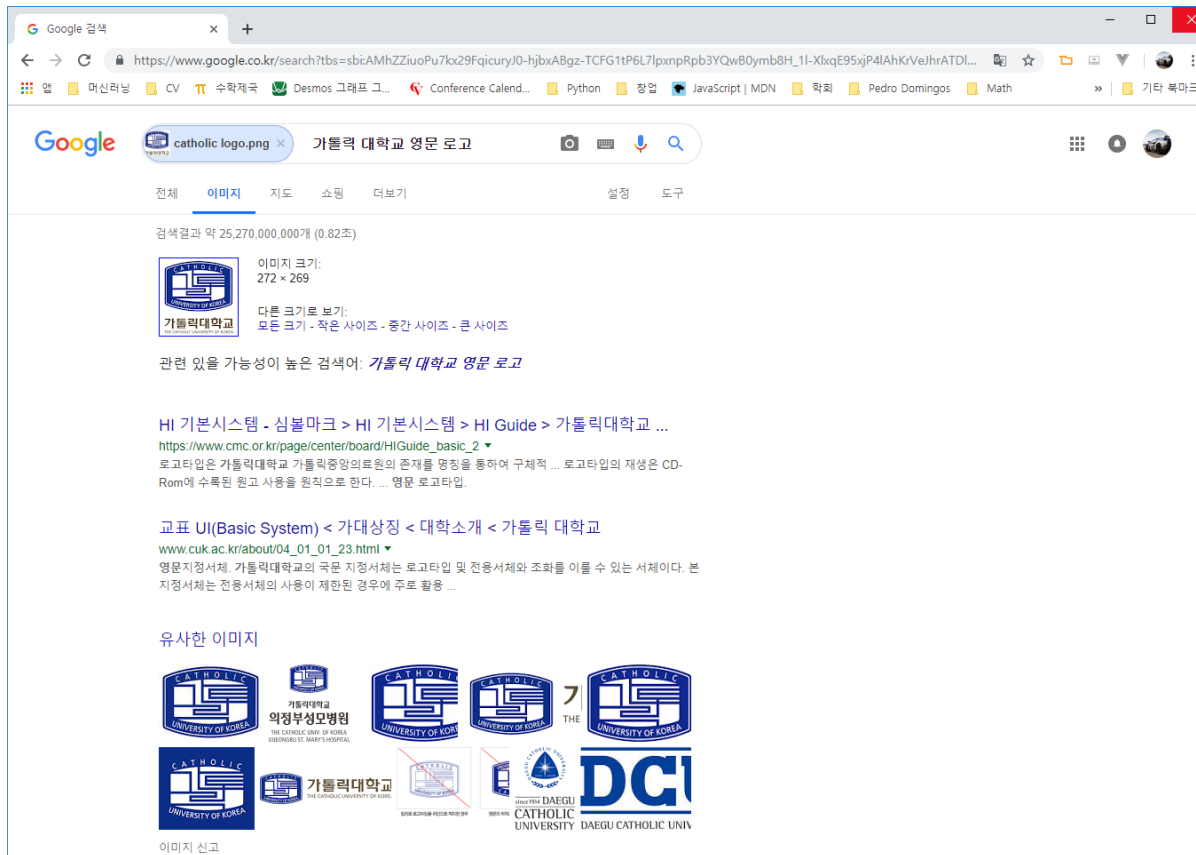 Google 검색
https://www.google.co.kr/search?tbs=sbi:AMhZZiuoPu7kx29FqicuryJ0-hjbxABgz-TCFG1tP6L7lpxnpRpb3YQwB0ymb8H_1l-XlxqE95xjP4lAhKrVeJhrATDl...
앱 머신러닝 CV 수학제국 Desmos 그래프 그... Conference Calend... Python 창업 JavaScript | MDN 학회 Pedro Domingos Math » 기타 북마크
Google catholic logo.png × 가톨릭 대학교 영문 로고
전체 이미지 지도 쇼핑 더보기 설정 도구
검색결과 약 25,270,000,000개 (0.82초)
CATHOLIC
UNIVERSITY OF KOREA
가톨릭대학교
THE CATHOLIC UNIVERSITY OF KOREA
이미지 크기:
272 × 269
다른 크기로 보기:
모든 크기 - 작은 사이즈 - 중간 사이즈 - 큰 사이즈
관련 있을 가능성이 높은 검색어: 가톨릭 대학교 영문 로고
HI 기본시스템 - 심볼마크 > HI 기본시스템 > HI Guide > 가톨릭대학교 ...
https://www.cmc.or.kr/page/center/board/HIGuide_basic_2
로고타입은 가톨릭대학교 가톨릭중앙의료원의 존재를 명칭을 통하여 구체적 ... 로고타입의 재생은 CD-
Rom에 수록된 원고 사용을 원칙으로 한다. ... 영문 로고타입.
교표 UI(Basic System) < 가대상징 < 대학소개 < 가톨릭 대학교
www.cuk.ac.kr/about/04_01_01_23.html
영문지정서체. 가톨릭대학교의 국문 지정서체는 로고타입 및 전용서체와 조화를 이룰 수 있는 서체이다. 본
지정서체는 전용서체의 사용이 제한된 경우에 주로 활용 ...
유사한 이미지
CATHOLIC
UNIVERSITY OF KOREA
가톨릭대학교
의정부성모병원
THE CATHOLIC UNIV. OF KOREA
UIJEONGBU ST. MARY'S HOSPITAL
CATHOLI
UNIVERSITY OF KORE
CATHOLIC
UNIVERSITY OF KOREA
가
THE
CATHOLIC
UNIVERSITY OF KOREA
CATHOLIC
UNIVERSITY OF KOREA
가톨릭대학교
THE CATHOLIC UNIVERSITY OF KORE
since1914 DAEGU
CATHOLIC
UNIVERSITY
DCU
DAEGU CATHOLIC UNIV
이미지 신고